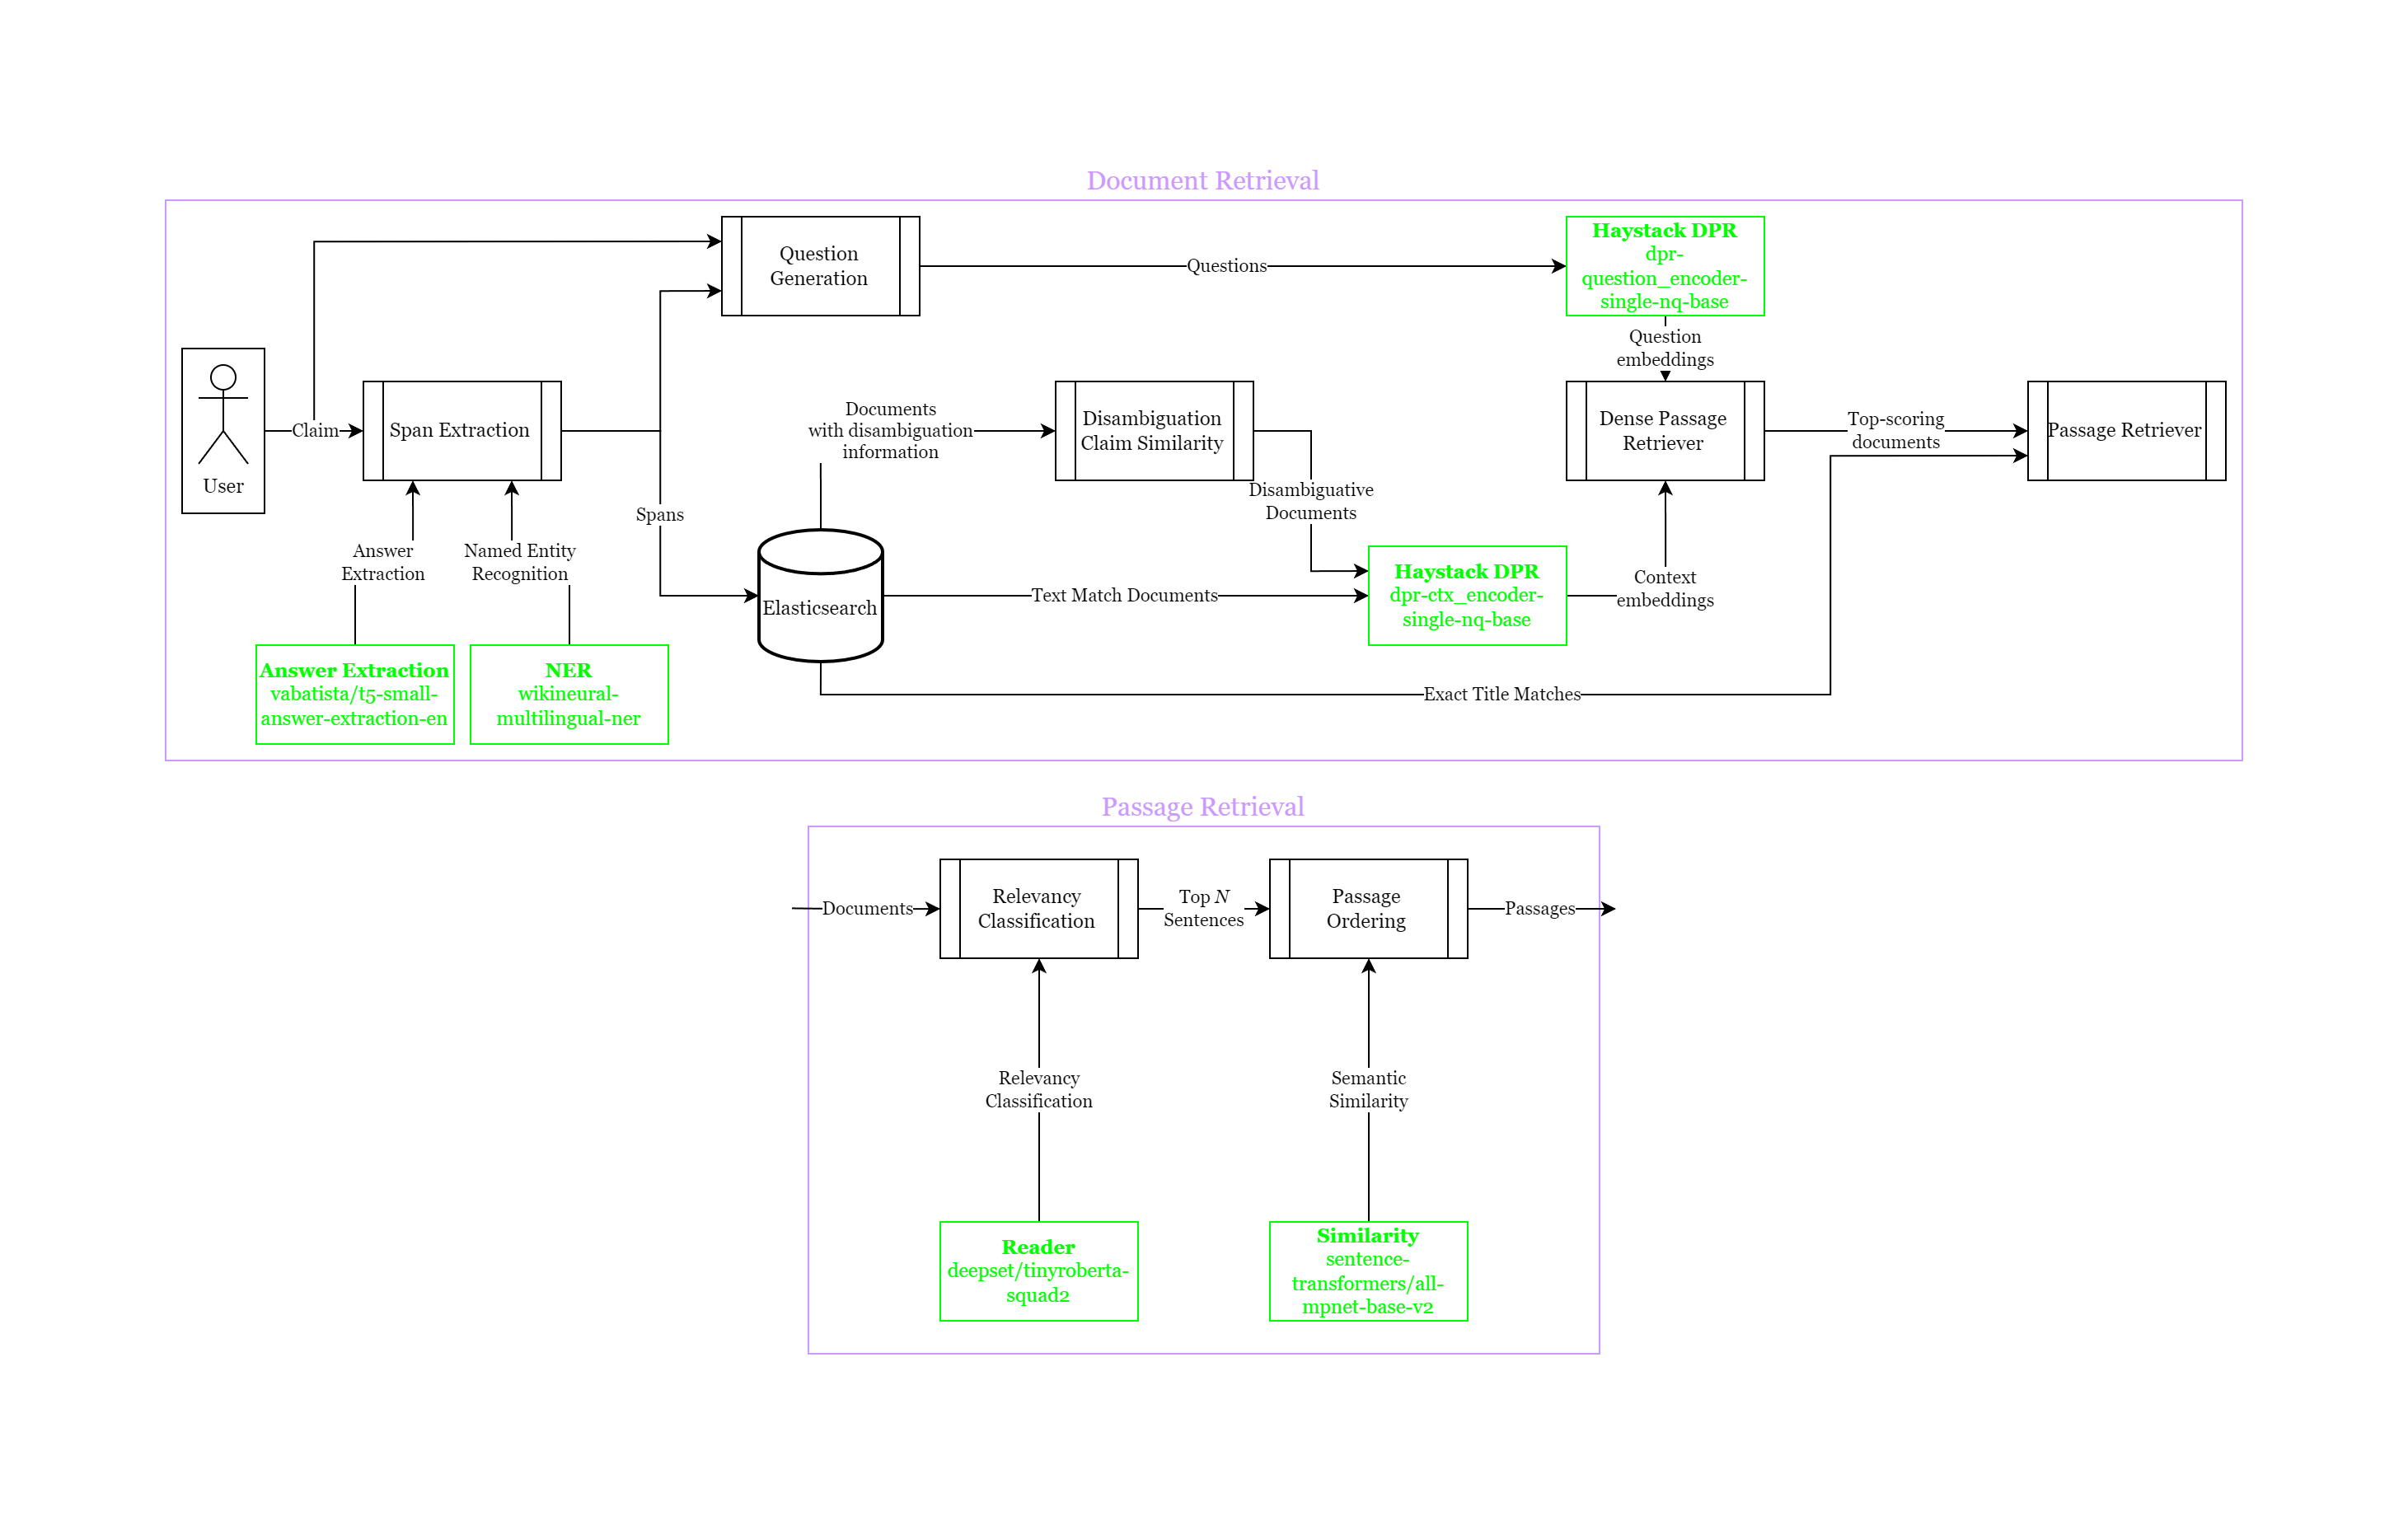 Document Retrieval
Question
Generation
Questions
Haystack DPR
dpr-
question_encoder-
single-nq-base
Question
embeddings
User
Claim
Span Extraction
Documents
with disambiguation
information
Disambiguation
Claim Similarity
Dense Passage
Retriever
Top-scoring
documents
Passage Retriever
Disambiguative
Documents
Spans
Answer
Extraction
Named Entity
Recognition
Elasticsearch
Text Match Documents
Haystack DPR
dpr-ctx_encoder-
single-nq-base
Context
embeddings
Answer Extraction
vabatista/t5-small-
answer-extraction-en
NER
wikineural-
multilingual-ner
Exact Title Matches
Passage Retrieval
Documents
Relevancy
Classification
Top N
Sentences
Passage
Ordering
Passages
Relevancy
Classification
Semantic
Similarity
Reader
deepset/tinyroberta-
squad2
Similarity
sentence-
transformers/all-
mpnet-base-v2